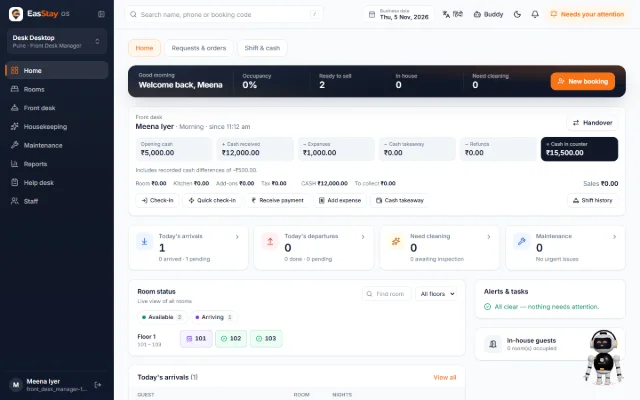 EasStay OS
Desk Desktop
Pune · Front Desk Manager
Home
Rooms
Front desk
Housekeeping
Maintenance
Reports
Help desk
Staff
M
Meera Iyer
front_desk_manager-1...
Search name, phone or booking code
/
Business date
Thu, 5 Nov, 2026
हिंदी
Buddy
Needs your attention
Home
Requests & orders
Shift & cash
Good morning
Welcome back, Meena
Occupancy
0%
Ready to sell
2
In house
0
Need cleaning
0
New booking
Front desk
Meera Iyer · Morning · since 11:12 am
Handover
Opening cash
₹5,000.00
+ Cash received
₹12,000.00
− Expenses
₹1,000.00
− Cash takeaway
₹0.00
− Refunds
₹0.00
= Cash in counter
₹15,500.00
Includes recorded cash differences of -₹500.00.
Room ₹0.00 Kitchen ₹0.00 Add-ons ₹0.00 Tax ₹0.00 CASH ₹12,000.00 To collect ₹0.00
Sales ₹0.00
Check-in
Quick check-in
Receive payment
Add expense
Cash takeaway
Shift history
Today's arrivals
1
0 arrived · 1 pending
Today's departures
0
0 done · 0 pending
Need cleaning
0
0 awaiting inspection
Maintenance
0
No urgent issues
Room status
Live view of all rooms
Find room
All floors
Available 2
Arriving 1
Floor 1
101 – 103
101
102
103
Alerts & tasks
All clear — nothing needs attention.
In-house guests
0 room(s) occupied
Today's arrivals (1)
View all
GUEST ROOM NIGHTS